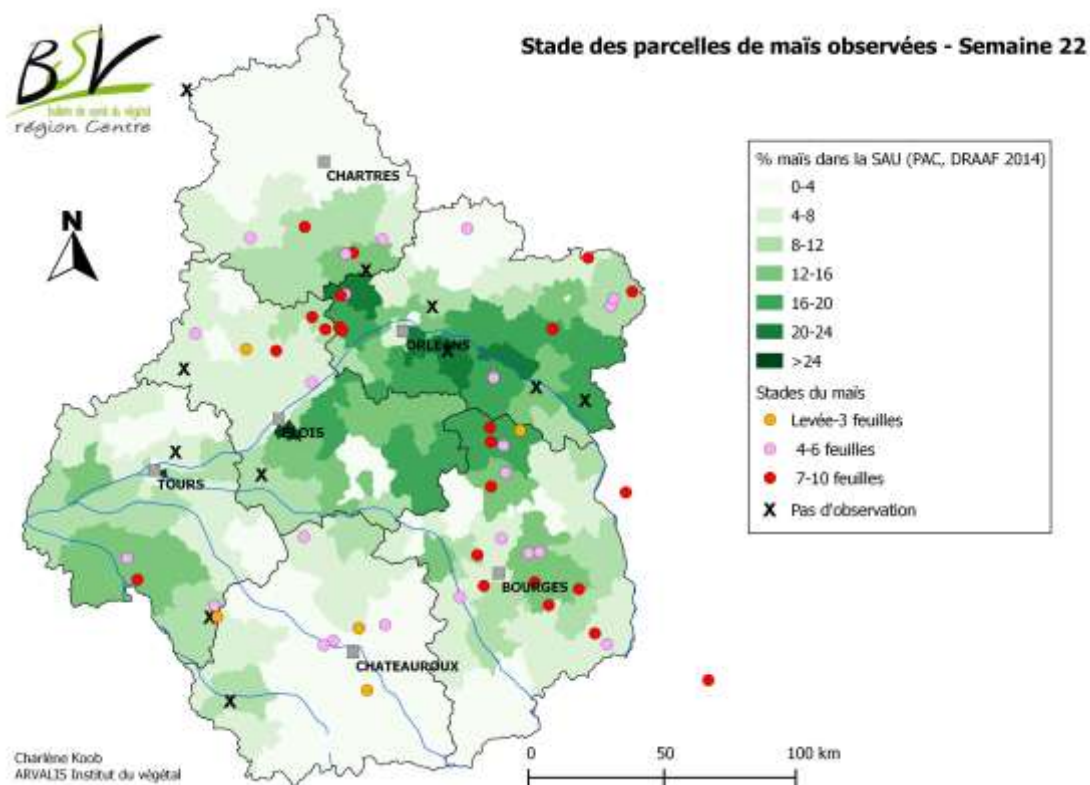 BSV
bulletin de santé du végétal
région Centre
Stade des parcelles de maïs observées - Semaine 22
N
% maïs dans la SAU (PAC, DRAAF 2014)
0-4
4-8
8-12
12-16
16-20
20-24
>24
Stades du maïs
Levée-3 feuilles
4-6 feuilles
7-10 feuilles
X Pas d'observation
CHARTRES
ORLEANS
BLOIS
TOURS
BOURGES
CHATEAUROUX
Charlène Koob
ARVALIS Institut du végétal
0 50 100 km